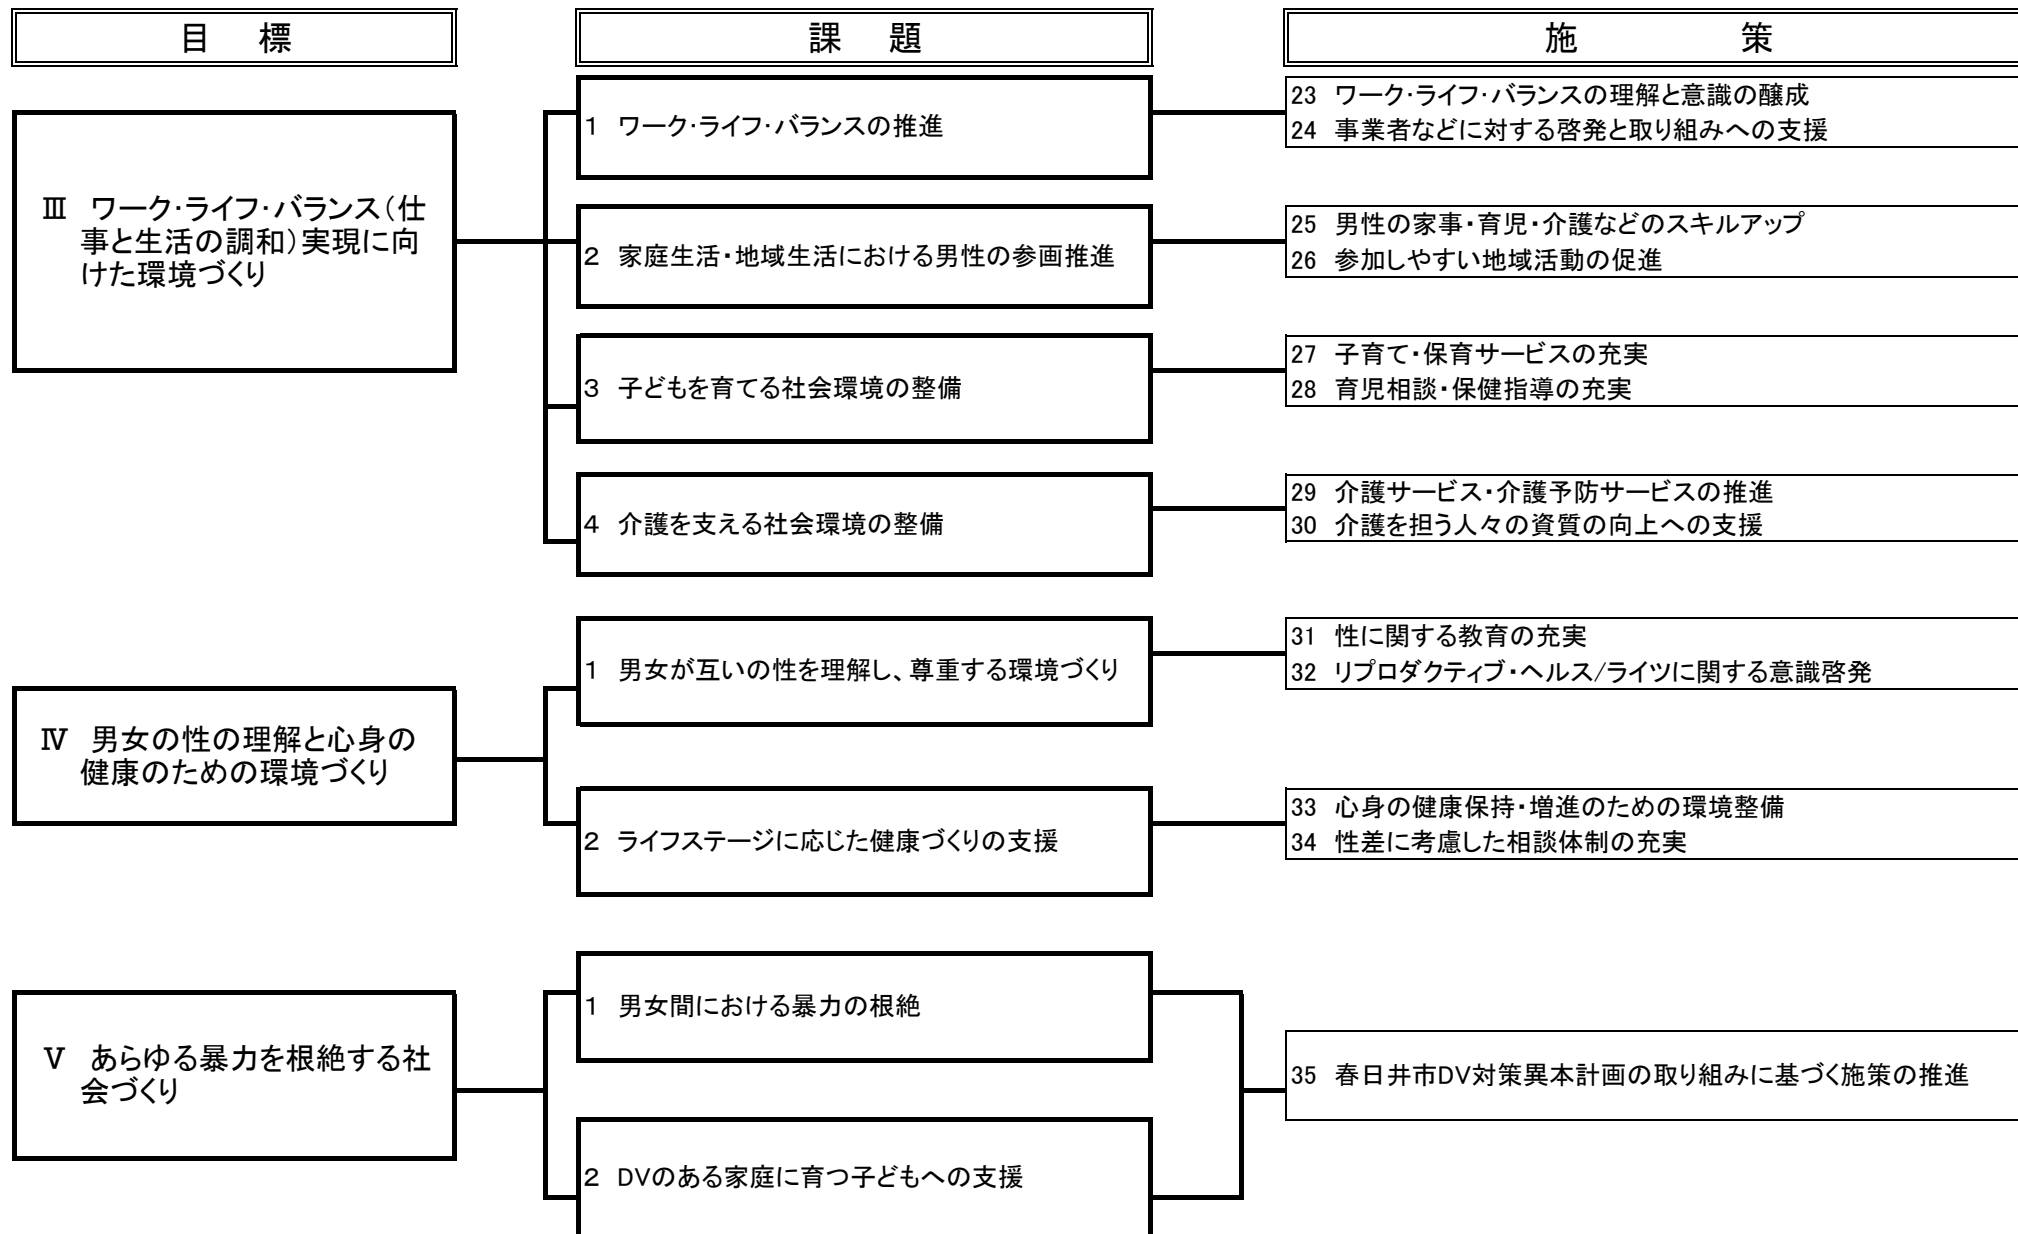 目 標
課 題
施 策
Ⅲ ワーク・ライフ・バランス(仕
事と生活の調和)実現に向
けた環境づくり
1 ワーク・ライフ・バランスの推進
23 ワーク・ライフ・バランスの理解と意識の醸成
24 事業者などに対する啓発と取り組みへの支援
2 家庭生活・地域生活における男性の参画推進
25 男性の家事・育児・介護などのスキルアップ
26 参加しやすい地域活動の促進
3 子どもを育てる社会環境の整備
27 子育て・保育サービスの充実
28 育児相談・保健指導の充実
4 介護を支える社会環境の整備
29 介護サービス・介護予防サービスの推進
30 介護を担う人々の資質の向上への支援
Ⅳ 男女の性の理解と心身の
健康のための環境づくり
1 男女が互いの性を理解し、尊重する環境づくり
31 性に関する教育の充実
32 リプロダクティブ・ヘルス/ライツに関する意識啓発
2 ライフステージに応じた健康づくりの支援
33 心身の健康保持・増進のための環境整備
34 性差に考慮した相談体制の充実
Ⅴ あらゆる暴力を根絶する社
会づくり
1 男女間における暴力の根絶
2 DVのある家庭に育つ子どもへの支援
35 春日井市DV対策異本計画の取り組みに基づく施策の推進